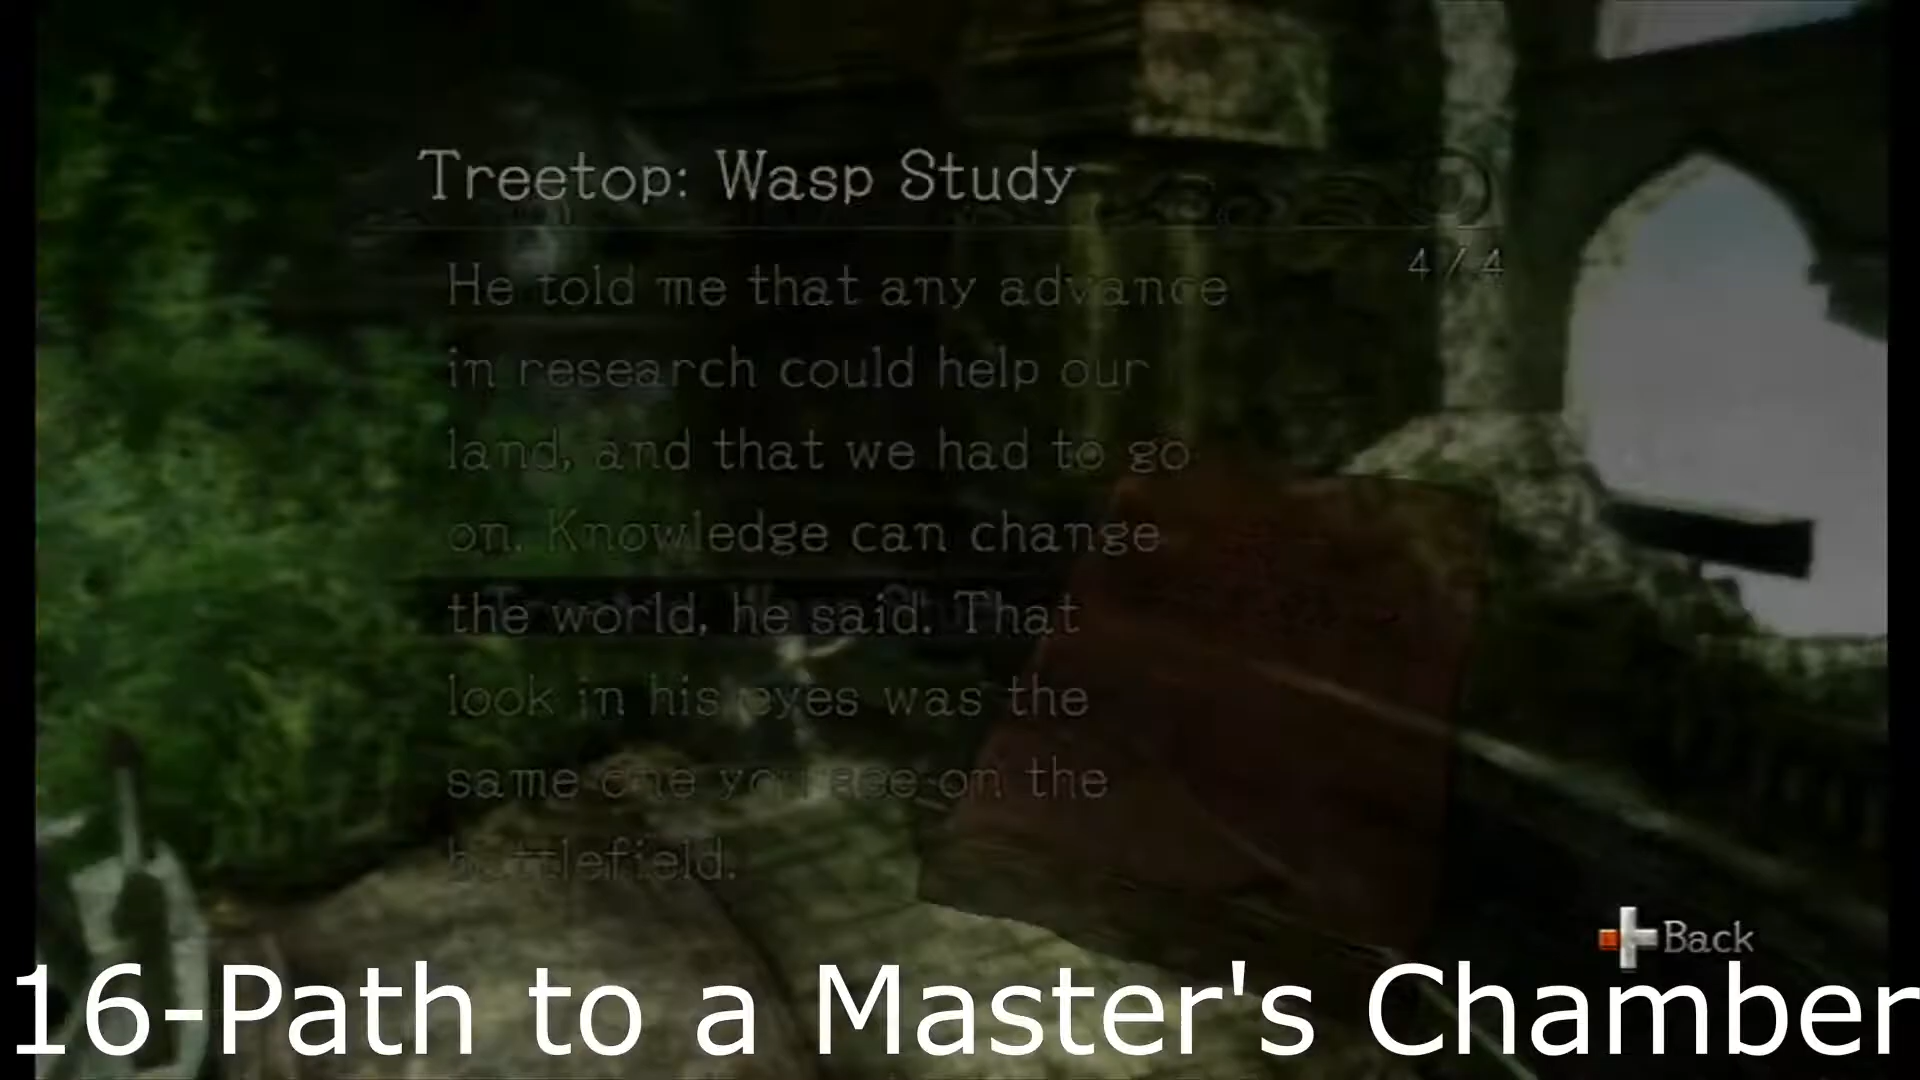 Treetop: Wasp Study
4/4
He told me that any advance
in research could help our
land, and that we had to go
on. Knowledge can change
the world, he said. That
look in his eyes was the
same one you see on the
battlefield.
Back
16-Path to a Master's Chamber